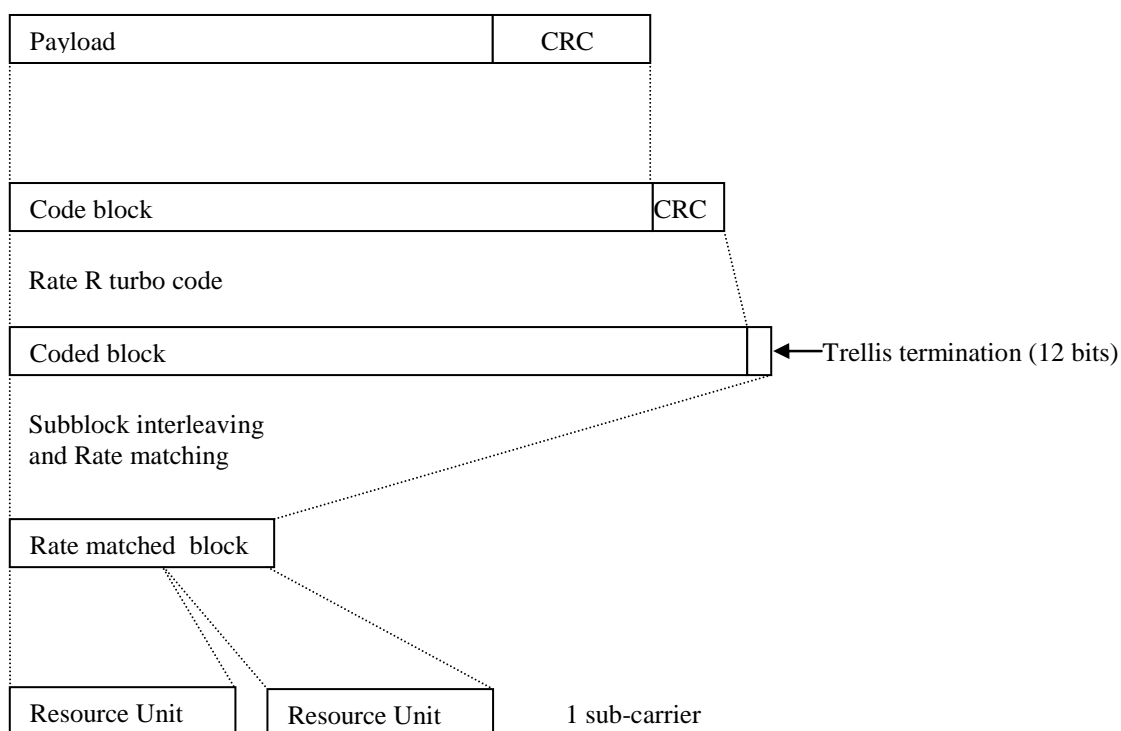 Payload CRC
Code block CRC
Rate R turbo code
Coded block
Trellis termination (12 bits)
Subblock interleaving
and Rate matching
Rate matched block
Resource Unit Resource Unit 1 sub-carrier